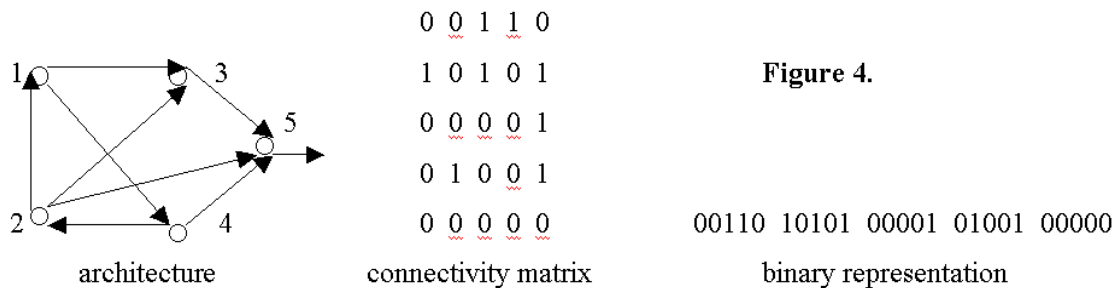 0 0 1 1 0
1 3
1 0 1 0 1
Figure 4.
5
0 0 0 0 1
0 1 0 0 1
2 4
0 0 0 0 0
00110 10101 00001 01001 00000
architecture
connectivity matrix
binary representation